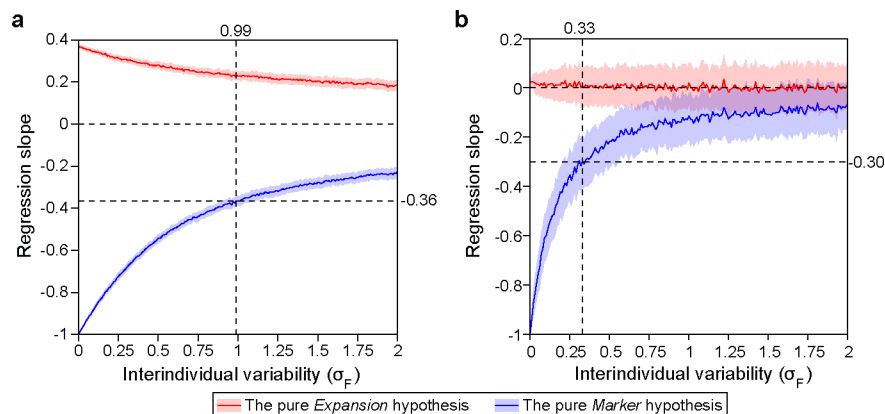 a
0.99
0.4
0.2
0
-0.2
-0.4
-0.6
-0.8
-1
Regression slope
-0.36
0 0.25 0.5 0.75 1 1.25 1.5 1.75 2
Interindividual variability (σF)
b
0.33
0.2
0
-0.2
-0.4
-0.6
-0.8
-1
Regression slope
-0.30
0 0.25 0.5 0.75 1 1.25 1.5 1.75 2
Interindividual variability (σF)
The pure Expansion hypothesis The pure Marker hypothesis